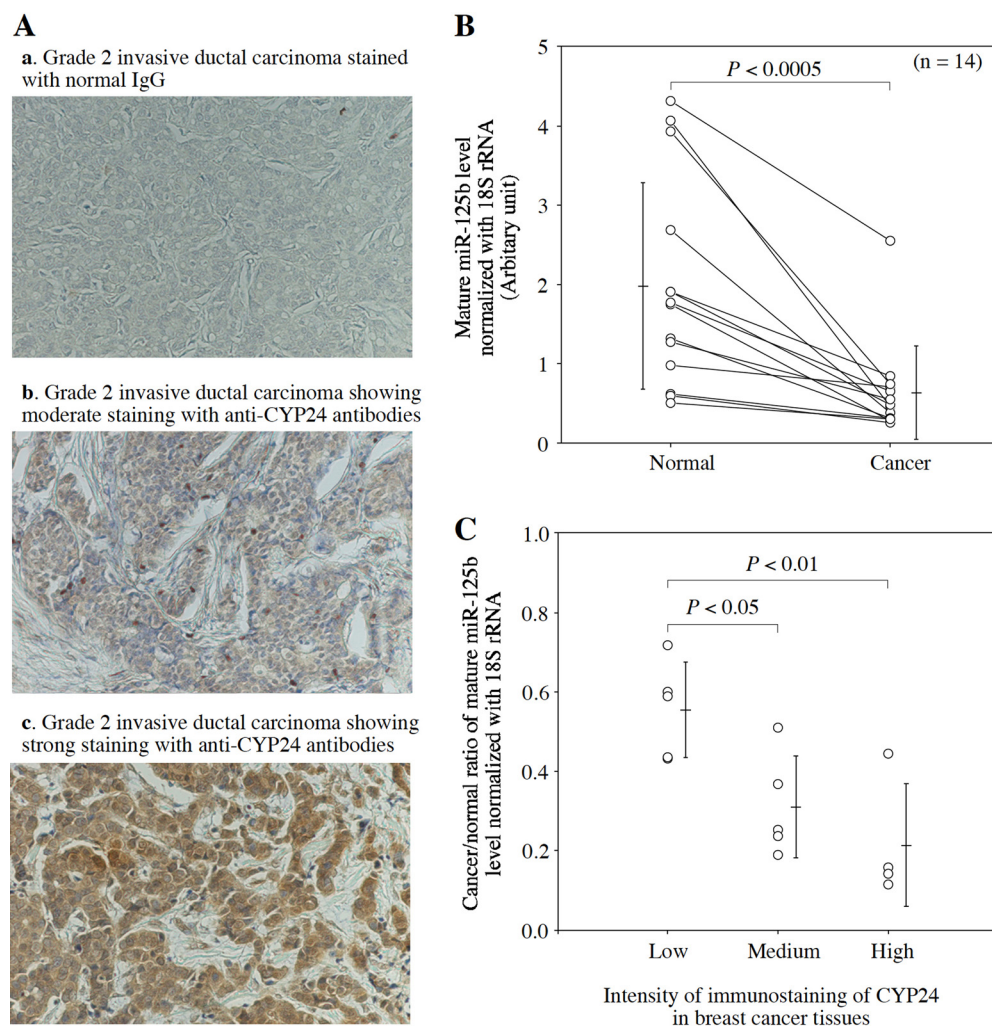 A
a. Grade 2 invasive ductal carcinoma stained
with normal IgG
b. Grade 2 invasive ductal carcinoma showing
moderate staining with anti-CYP24 antibodies
c. Grade 2 invasive ductal carcinoma showing
strong staining with anti-CYP24 antibodies
B
Mature miR-125b level
normalized with 18S rRNA
(Arbitary unit)
5
4
3
2
1
0
P < 0.0005
(n = 14)
Normal
Cancer
C
Cancer/normal ratio of mature miR-125b
level normalized with 18S rRNA
1.0
0.8
0.6
0.4
0.2
0.0
P < 0.01
P < 0.05
Low
Medium
High
Intensity of immunostaining of CYP24
in breast cancer tissues